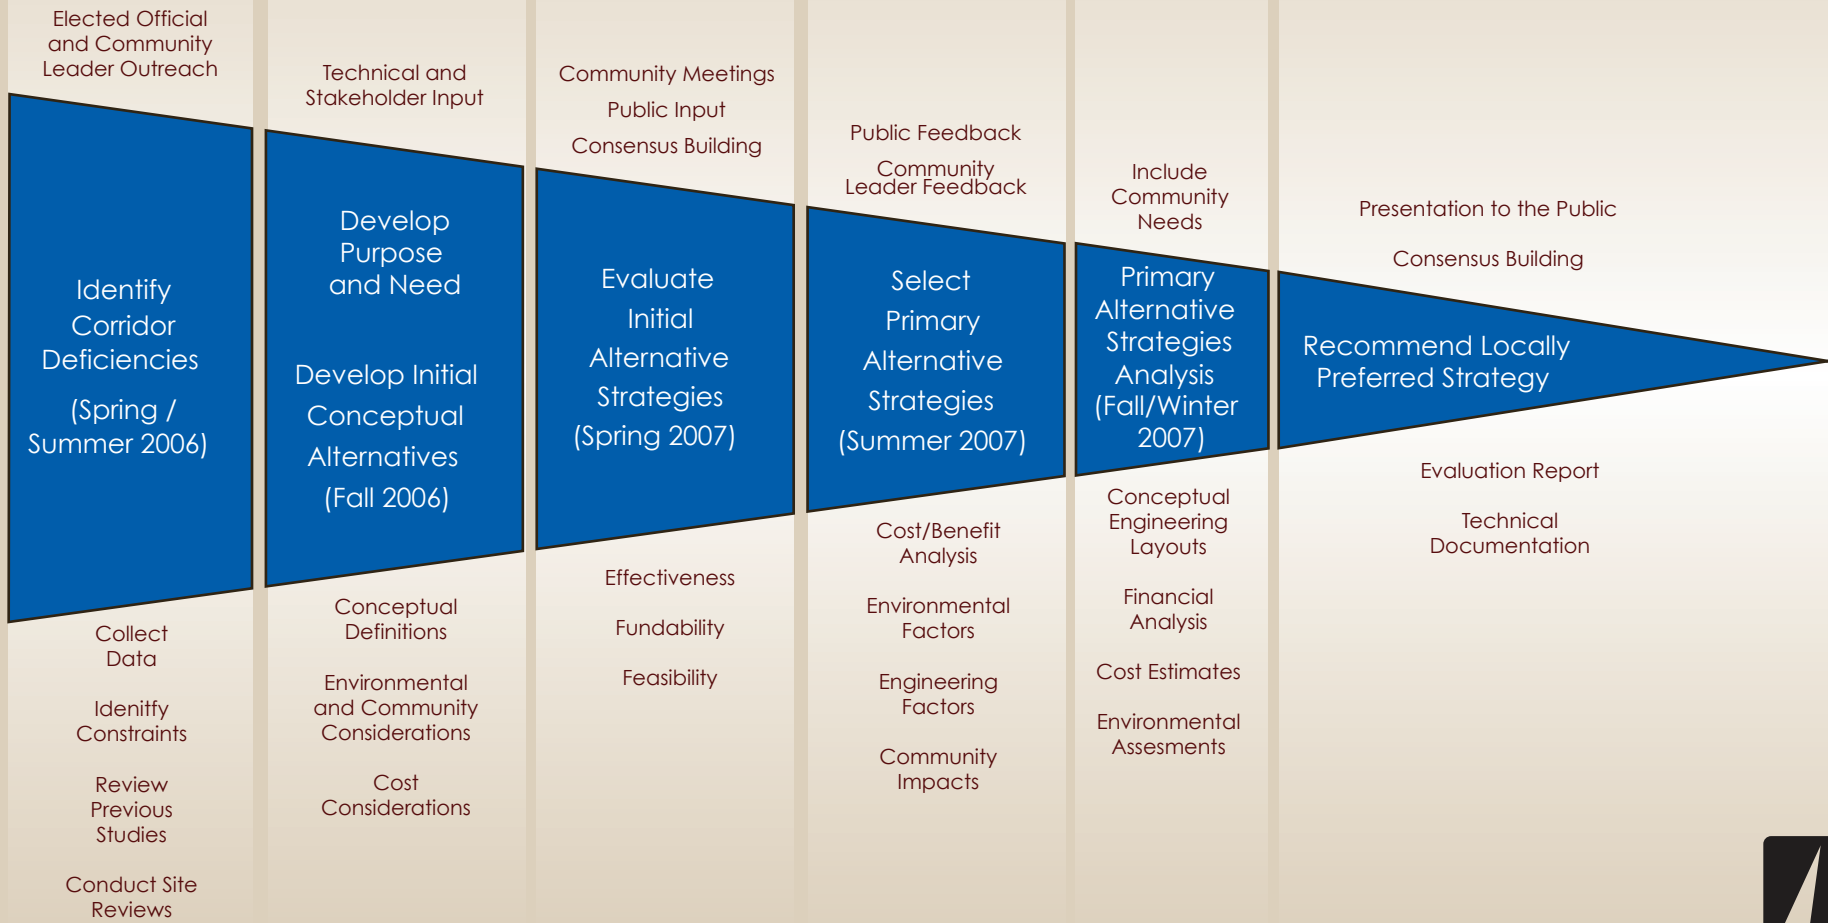 Elected Official
and Community
Leader Outreach
Identify
Corridor
Deficiencies
(Spring /
Summer 2006)
Collect
Data
Idenitfy
Constraints
Review
Previous
Studies
Conduct Site
Reviews
Technical and
Stakeholder Input
Develop
Purpose
and Need
Develop Initial
Conceptual
Alternatives
(Fall 2006)
Conceptual
Definitions
Environmental
and Community
Considerations
Cost
Considerations
Community Meetings
Public Input
Consensus Building
Evaluate
Initial
Alternative
Strategies
(Spring 2007)
Effectiveness
Fundability
Feasibility
Public Feedback
Community
Leader Feedback
Select
Primary
Alternative
Strategies
(Summer 2007)
Cost/Benefit
Analysis
Environmental
Factors
Engineering
Factors
Community
Impacts
Include
Community
Needs
Primary
Alternative
Strategies
Analysis
(Fall/Winter
2007)
Conceptual
Engineering
Layouts
Financial
Analysis
Cost Estimates
Environmental
Assesments
Presentation to the Public
Consensus Building
Recommend Locally
Preferred Strategy
Evaluation Report
Technical
Documentation